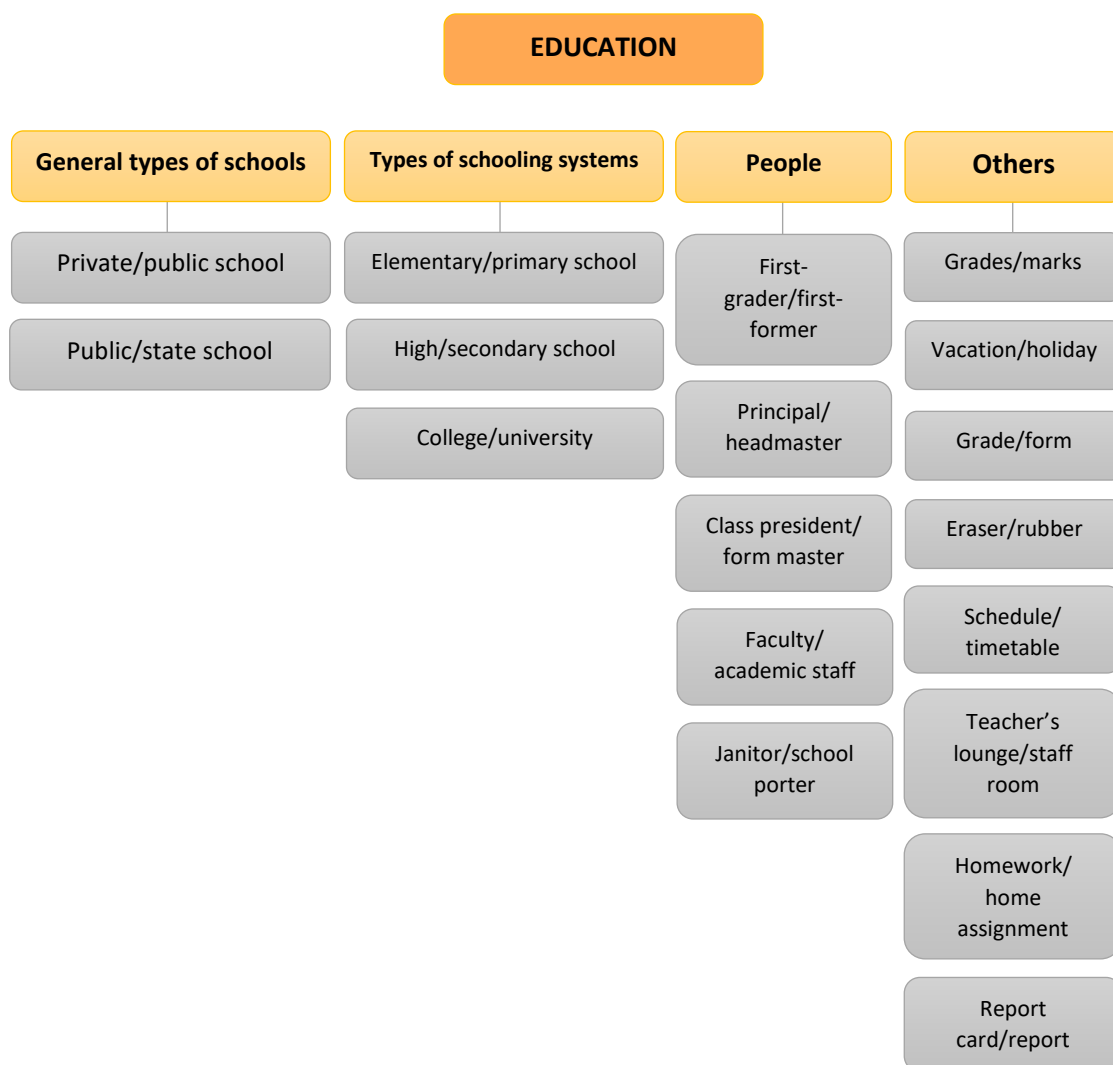 EDUCATION
General types of schools
Private/public school
Public/state school
Types of schooling systems
Elementary/primary school
High/secondary school
College/university
People
First-
grader/first-
former
Principal/
headmaster
Class president/
form master
Faculty/
academic staff
Janitor/school
porter
Others
Grades/marks
Vacation/holiday
Grade/form
Eraser/rubber
Schedule/
timetable
Teacher’s
lounge/staff
room
Homework/
home
assignment
Report
card/report